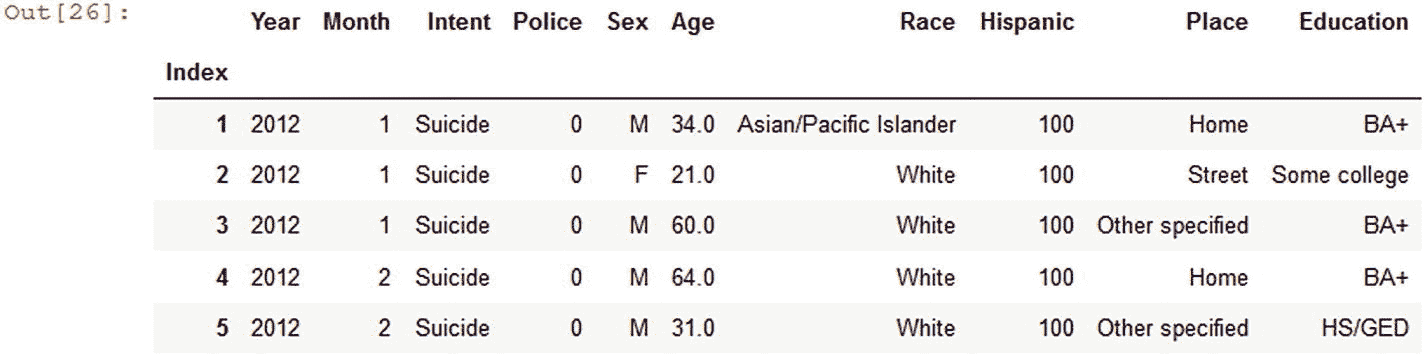 Out[26]:
Year Month Intent Police Sex Age Race Hispanic Place Education
Index
1 2012 1 Suicide 0 M 34.0 Asian/Pacific Islander 100 Home BA+
2 2012 1 Suicide 0 F 21.0 White 100 Street Some college
3 2012 1 Suicide 0 M 60.0 White 100 Other specified BA+
4 2012 2 Suicide 0 M 64.0 White 100 Home BA+
5 2012 2 Suicide 0 M 31.0 White 100 Other specified HS/GED